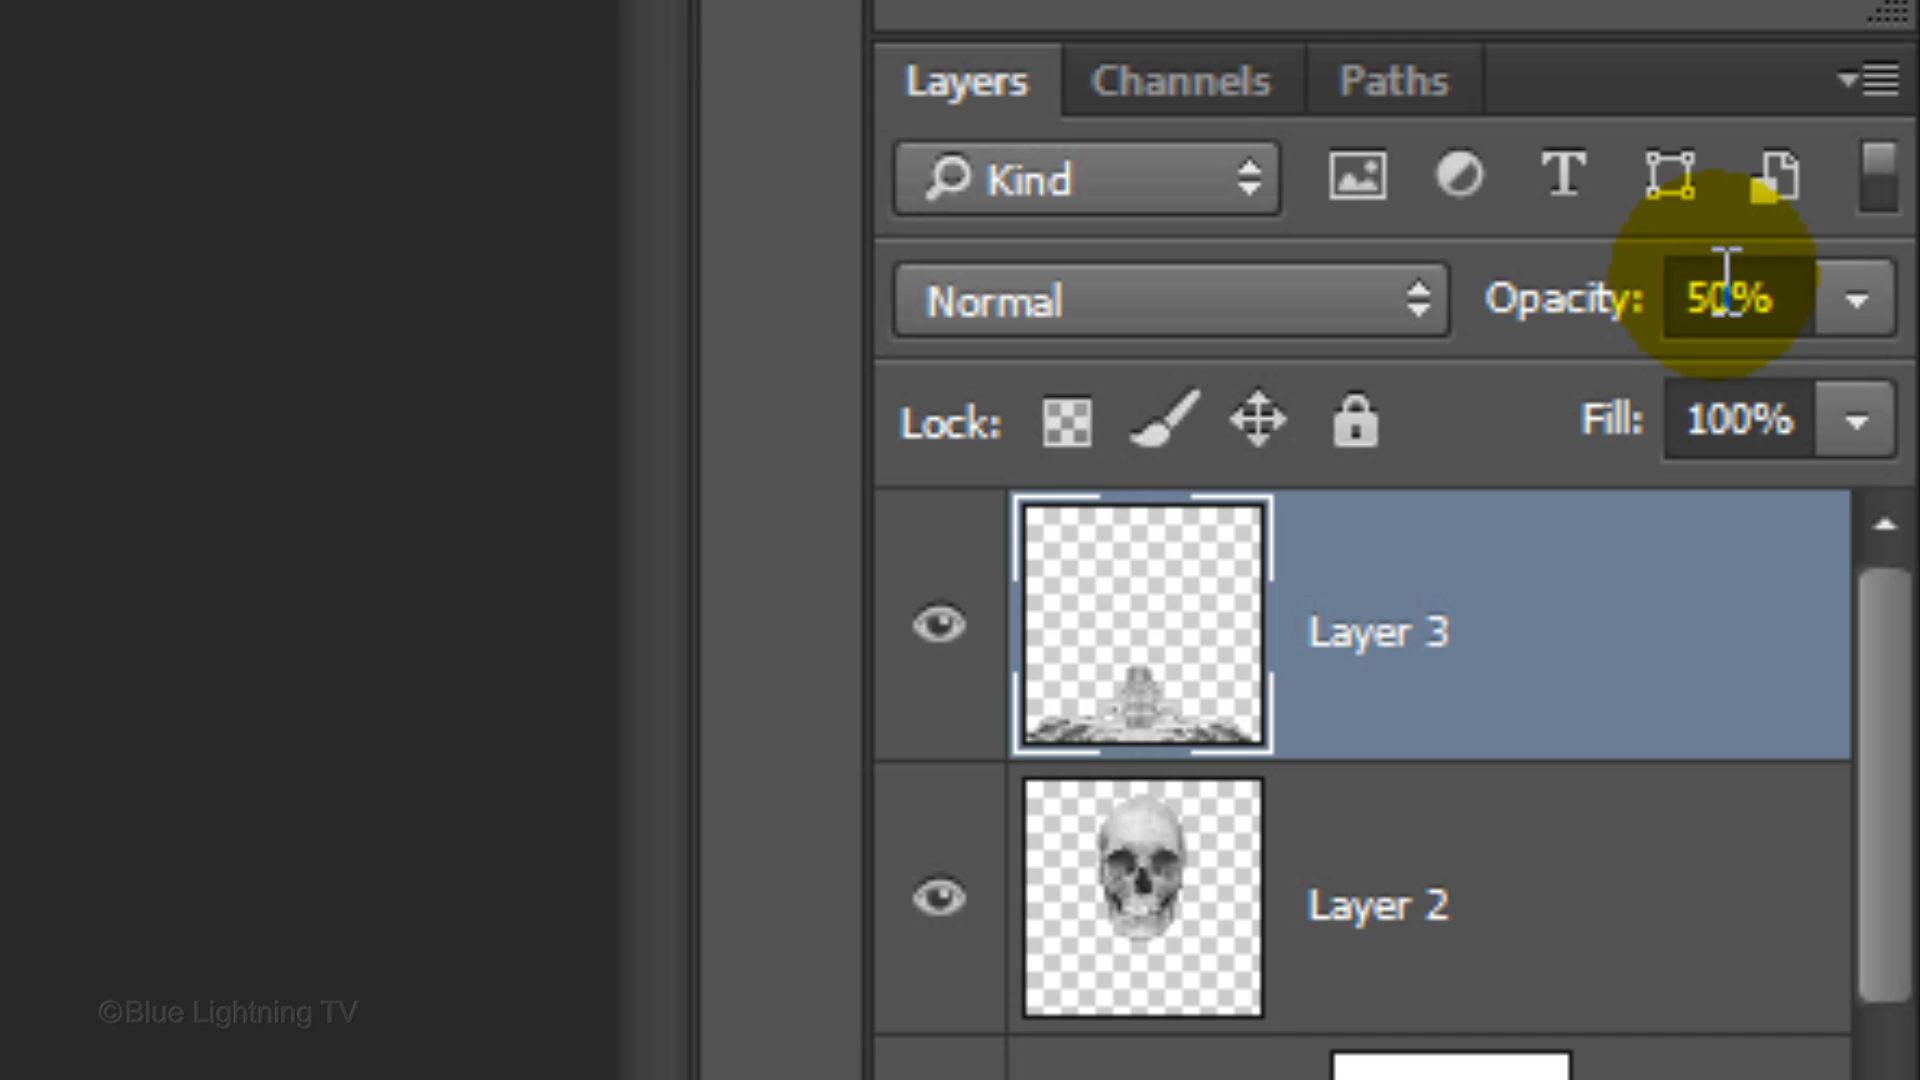 Layers Channels Paths
Kind T
Normal Opacity: 50%
Lock: Fill: 100%
Layer 3
Layer 2
©Blue Lightning TV